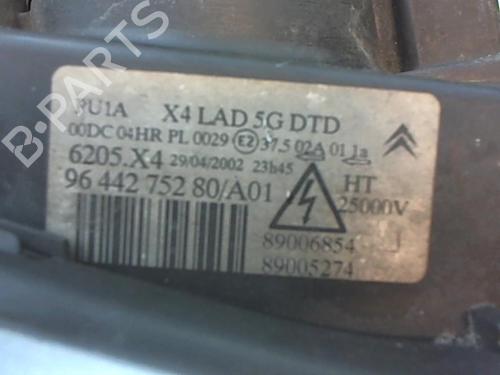 B-PARTS
PU1A X4 LAD 5G DTD
00DC 04HR PL 0029 E2 37.5 02A 01 1a
6205.X4 29/04/2002 23h45
96 442 752 80/A01
HT
25000V
89006854
89005274